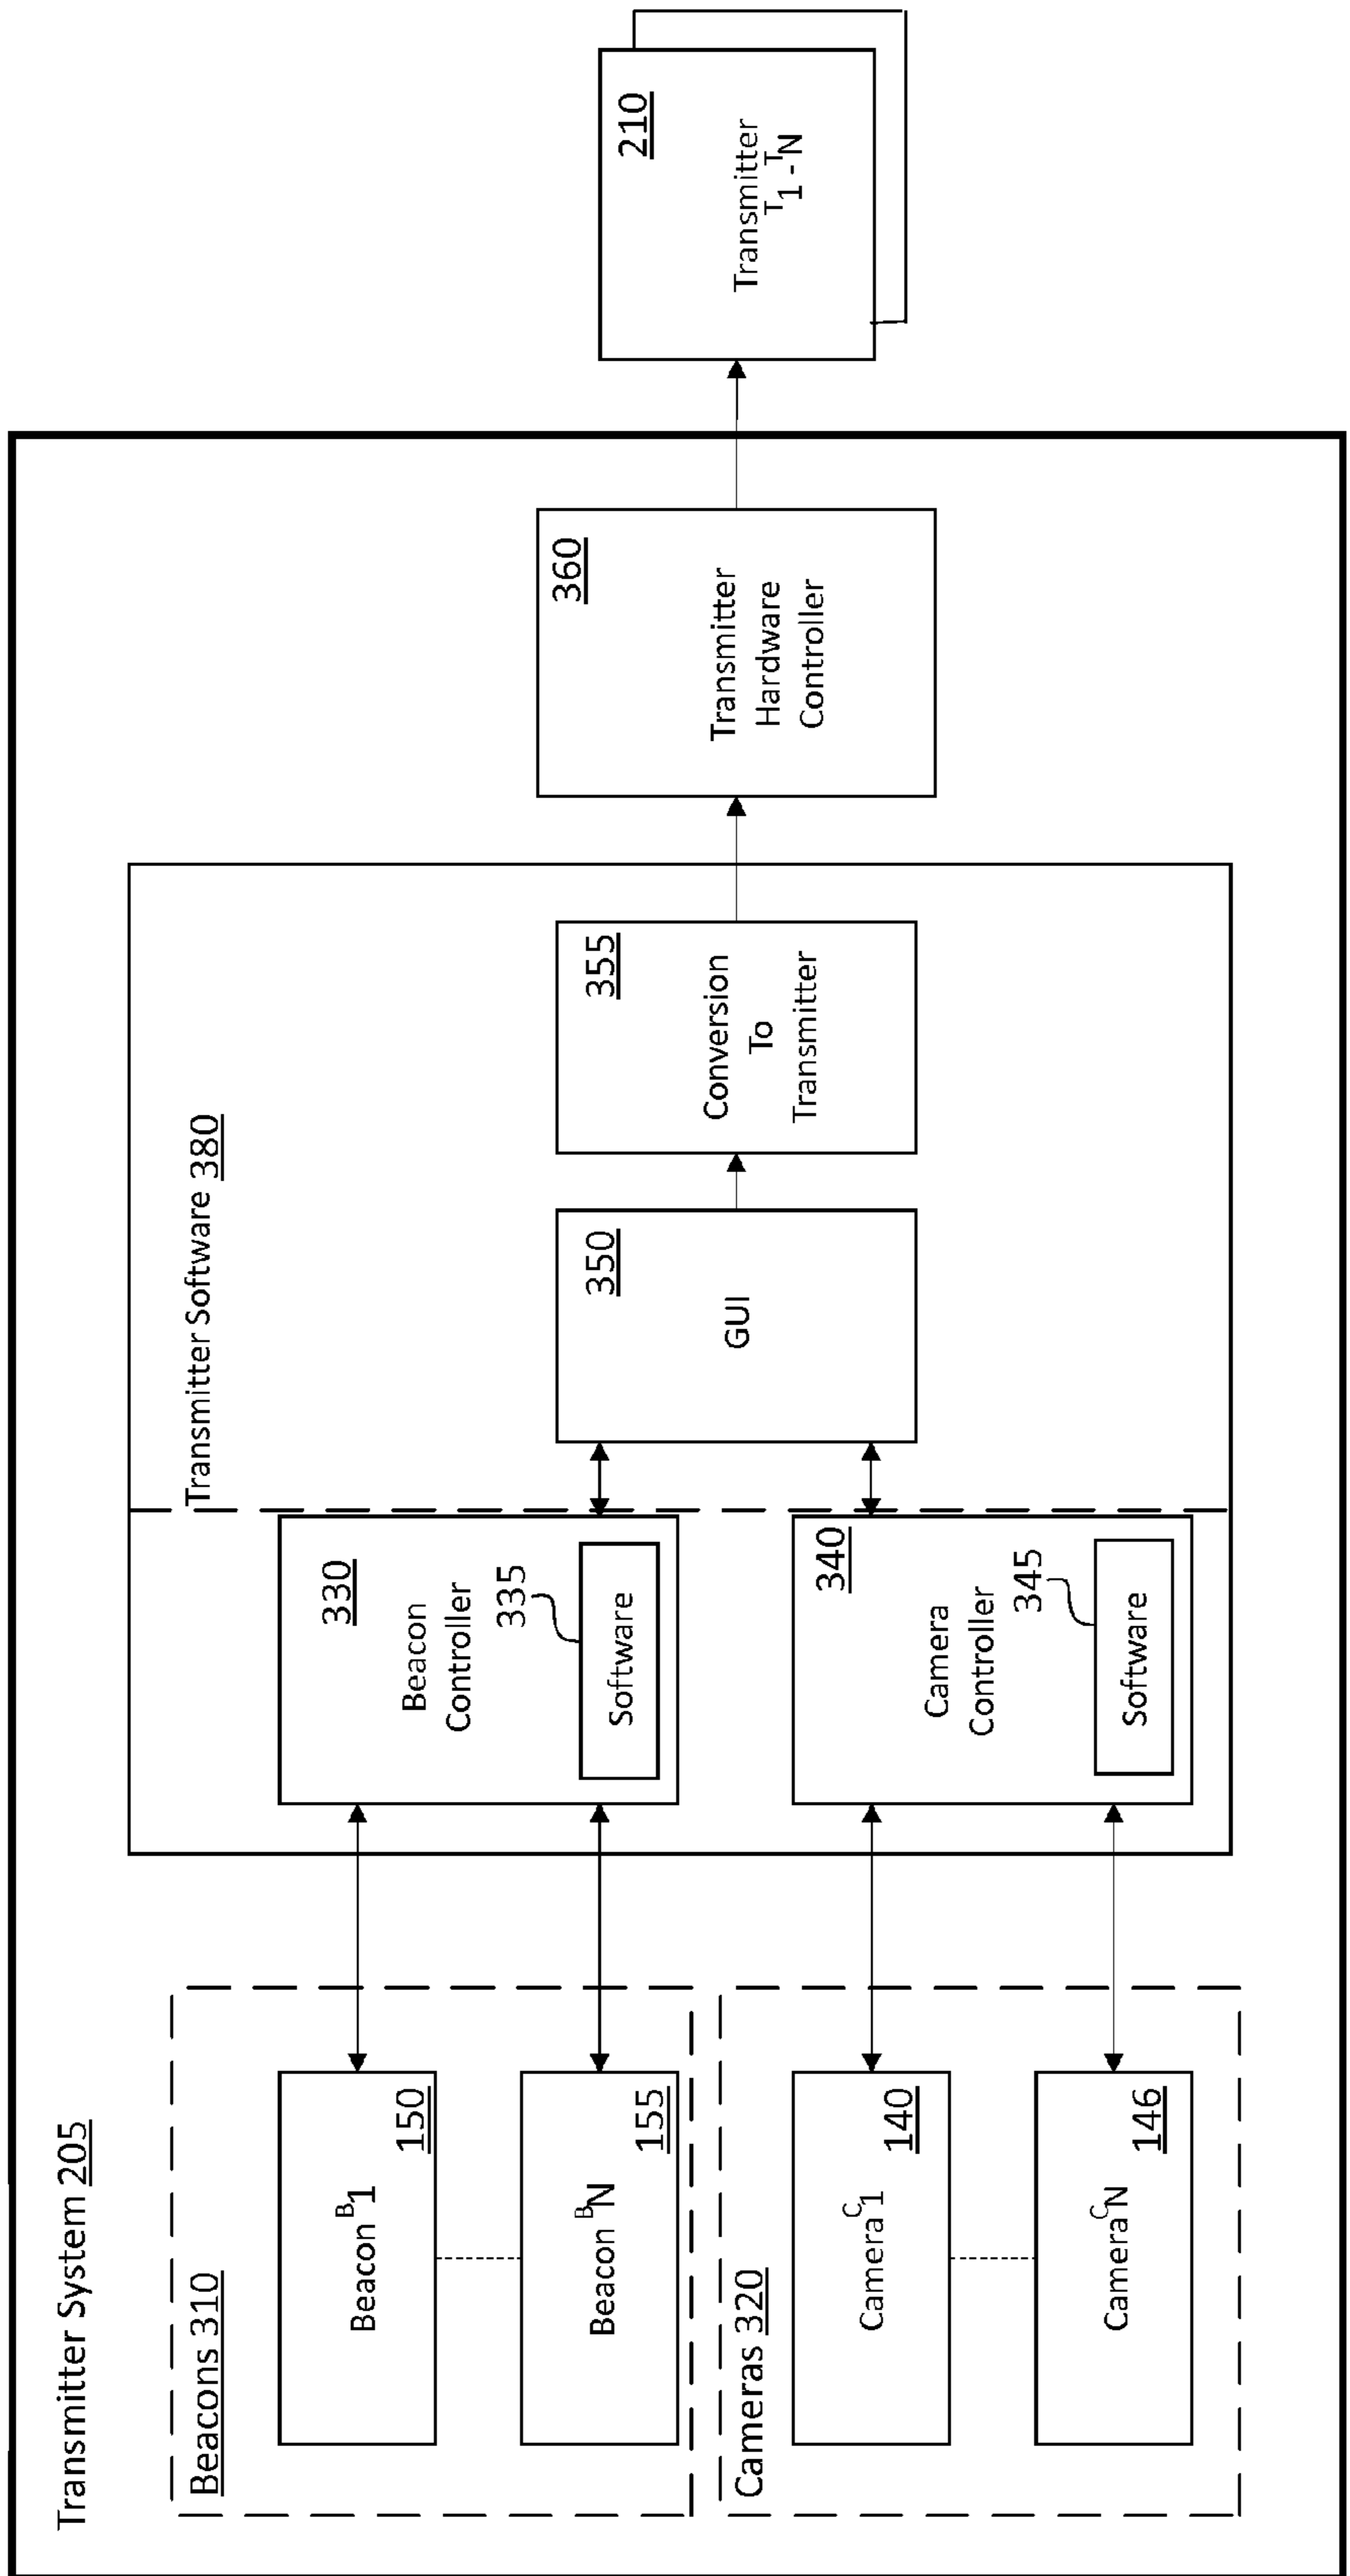 Transmitter System 205
Beacons 310
Beacon B1
150
Beacon BN
155
Cameras 320
Camera C1
140
Camera CN
146
330
Beacon
Controller
335
Software
340
Camera
Controller
345
Software
Transmitter Software 380
350
GUI
355
Conversion
To
Transmitter
360
Transmitter
Hardware
Controller
210
Transmitter
T1 - TN